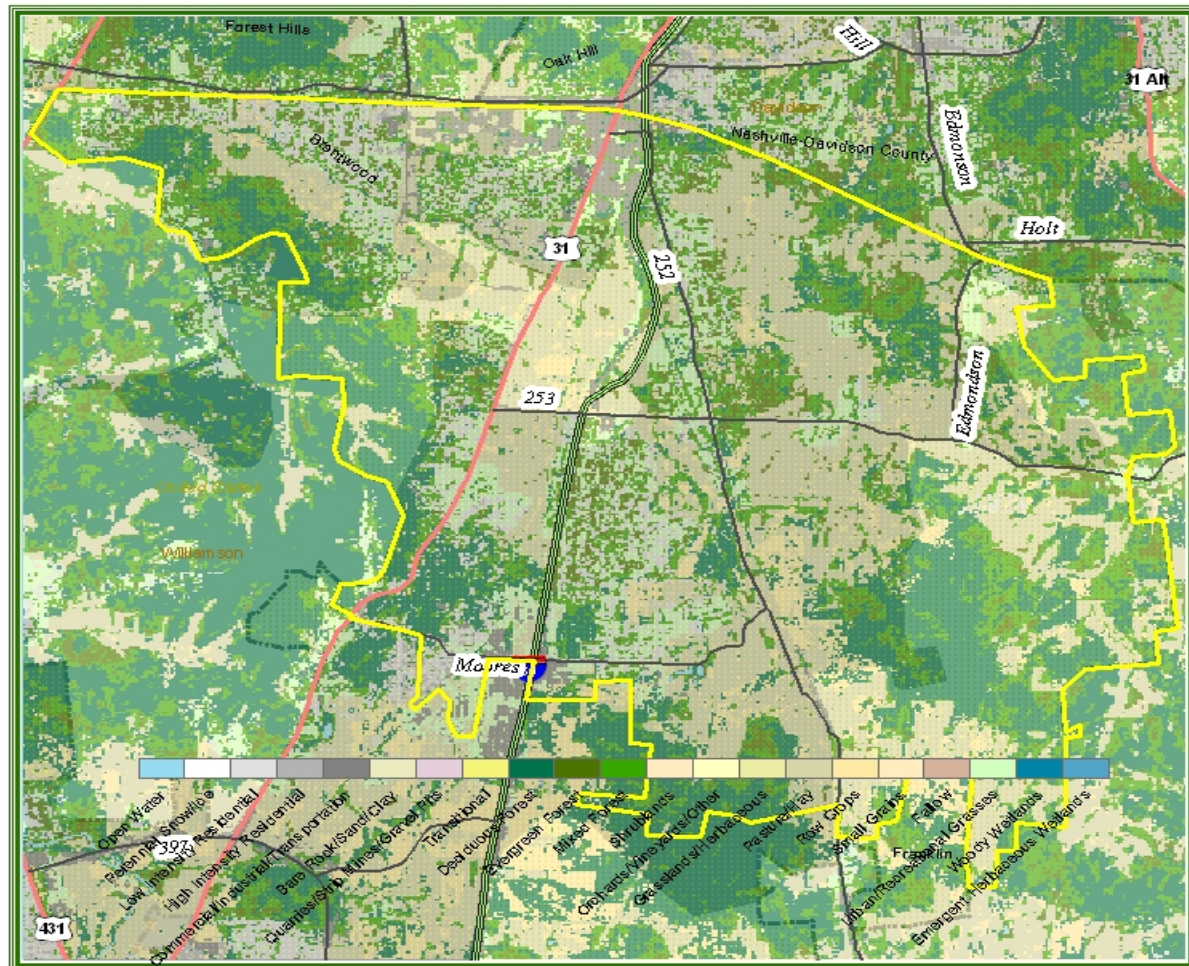 Forest Hills
Oak Hill
Hill
31 Alt
Davidson
Edmonson
Nashville-Davidson County
Brentwood
Holt
31
252
253
Edmondson
Williamson
Moores
Open Water
Perennial Snow/Ice
Low Intensity Residential
High Intensity Residential
Commercial/Industrial/Transportation
Bare Rock/Sand/Clay
Quarries/Strip Mines/Gravel Pits
Transitional
Deciduous Forest
Evergreen Forest
Mixed Forest
Shrublands
Orchards/Vineyards/Other
Grasslands/Herbaceous
Pasture/Hay
Row Crops
Small Grains
Fallow
Urban/Recreational Grasses
Woody Wetlands
Emergent Herbaceous Wetlands
397
Franklin
431